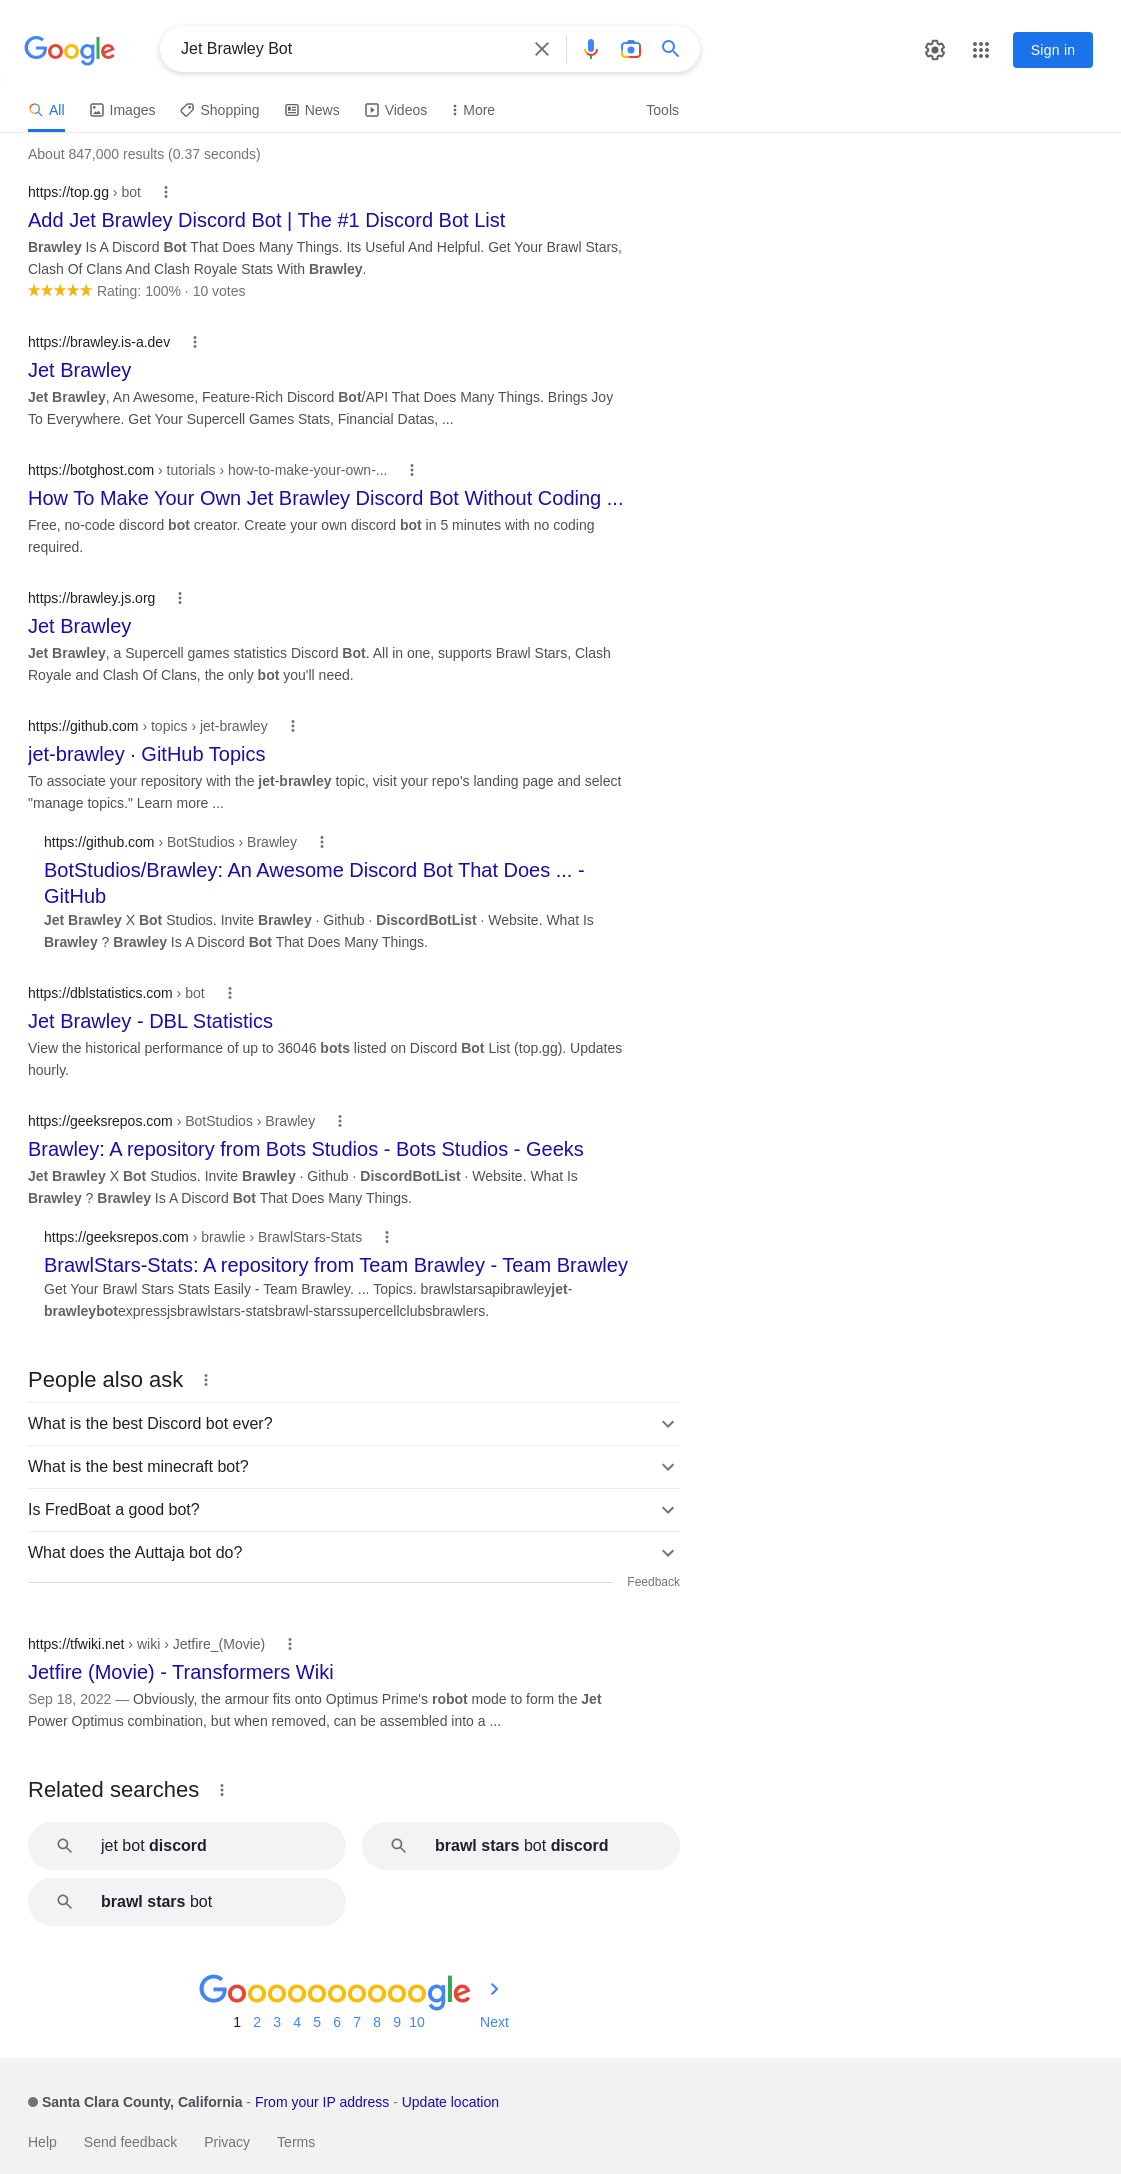 Google
Jet Brawley Bot
Sign in
All
Images
Shopping
News
Videos
More
Tools
About 847,000 results (0.37 seconds)
https://top.gg › bot
Add Jet Brawley Discord Bot | The #1 Discord Bot List
Brawley Is A Discord Bot That Does Many Things. Its Useful And Helpful. Get Your Brawl Stars,
Clash Of Clans And Clash Royale Stats With Brawley.
Rating: 100% · 10 votes
https://brawley.is-a.dev
Jet Brawley
Jet Brawley, An Awesome, Feature-Rich Discord Bot/API That Does Many Things. Brings Joy
To Everywhere. Get Your Supercell Games Stats, Financial Datas, ...
https://botghost.com › tutorials › how-to-make-your-own-...
How To Make Your Own Jet Brawley Discord Bot Without Coding ...
Free, no-code discord bot creator. Create your own discord bot in 5 minutes with no coding
required.
https://brawley.js.org
Jet Brawley
Jet Brawley, a Supercell games statistics Discord Bot. All in one, supports Brawl Stars, Clash
Royale and Clash Of Clans, the only bot you'll need.
https://github.com › topics › jet-brawley
jet-brawley · GitHub Topics
To associate your repository with the jet-brawley topic, visit your repo's landing page and select
"manage topics." Learn more ...
https://github.com › BotStudios › Brawley
BotStudios/Brawley: An Awesome Discord Bot That Does ... -
GitHub
Jet Brawley X Bot Studios. Invite Brawley · Github · DiscordBotList · Website. What Is
Brawley ? Brawley Is A Discord Bot That Does Many Things.
https://dblstatistics.com › bot
Jet Brawley - DBL Statistics
View the historical performance of up to 36046 bots listed on Discord Bot List (top.gg). Updates
hourly.
https://geeksrepos.com › BotStudios › Brawley
Brawley: A repository from Bots Studios - Bots Studios - Geeks
Jet Brawley X Bot Studios. Invite Brawley · Github · DiscordBotList · Website. What Is
Brawley ? Brawley Is A Discord Bot That Does Many Things.
https://geeksrepos.com › brawlie › BrawlStars-Stats
BrawlStars-Stats: A repository from Team Brawley - Team Brawley
Get Your Brawl Stars Stats Easily - Team Brawley. ... Topics. brawlstarsapibrawleyjet-
brawleybotexpressjsbrawlstars-statsbrawl-starssupercellclubsbrawlers.
People also ask
What is the best Discord bot ever?
What is the best minecraft bot?
Is FredBoat a good bot?
What does the Auttaja bot do?
Feedback
https://tfwiki.net › wiki › Jetfire_(Movie)
Jetfire (Movie) - Transformers Wiki
Sep 18, 2022 — Obviously, the armour fits onto Optimus Prime's robot mode to form the Jet
Power Optimus combination, but when removed, can be assembled into a ...
Related searches
jet bot discord
brawl stars bot discord
brawl stars bot
Goooooooooogle
1 2 3 4 5 6 7 8 9 10 Next
Santa Clara County, California - From your IP address - Update location
Help Send feedback Privacy Terms